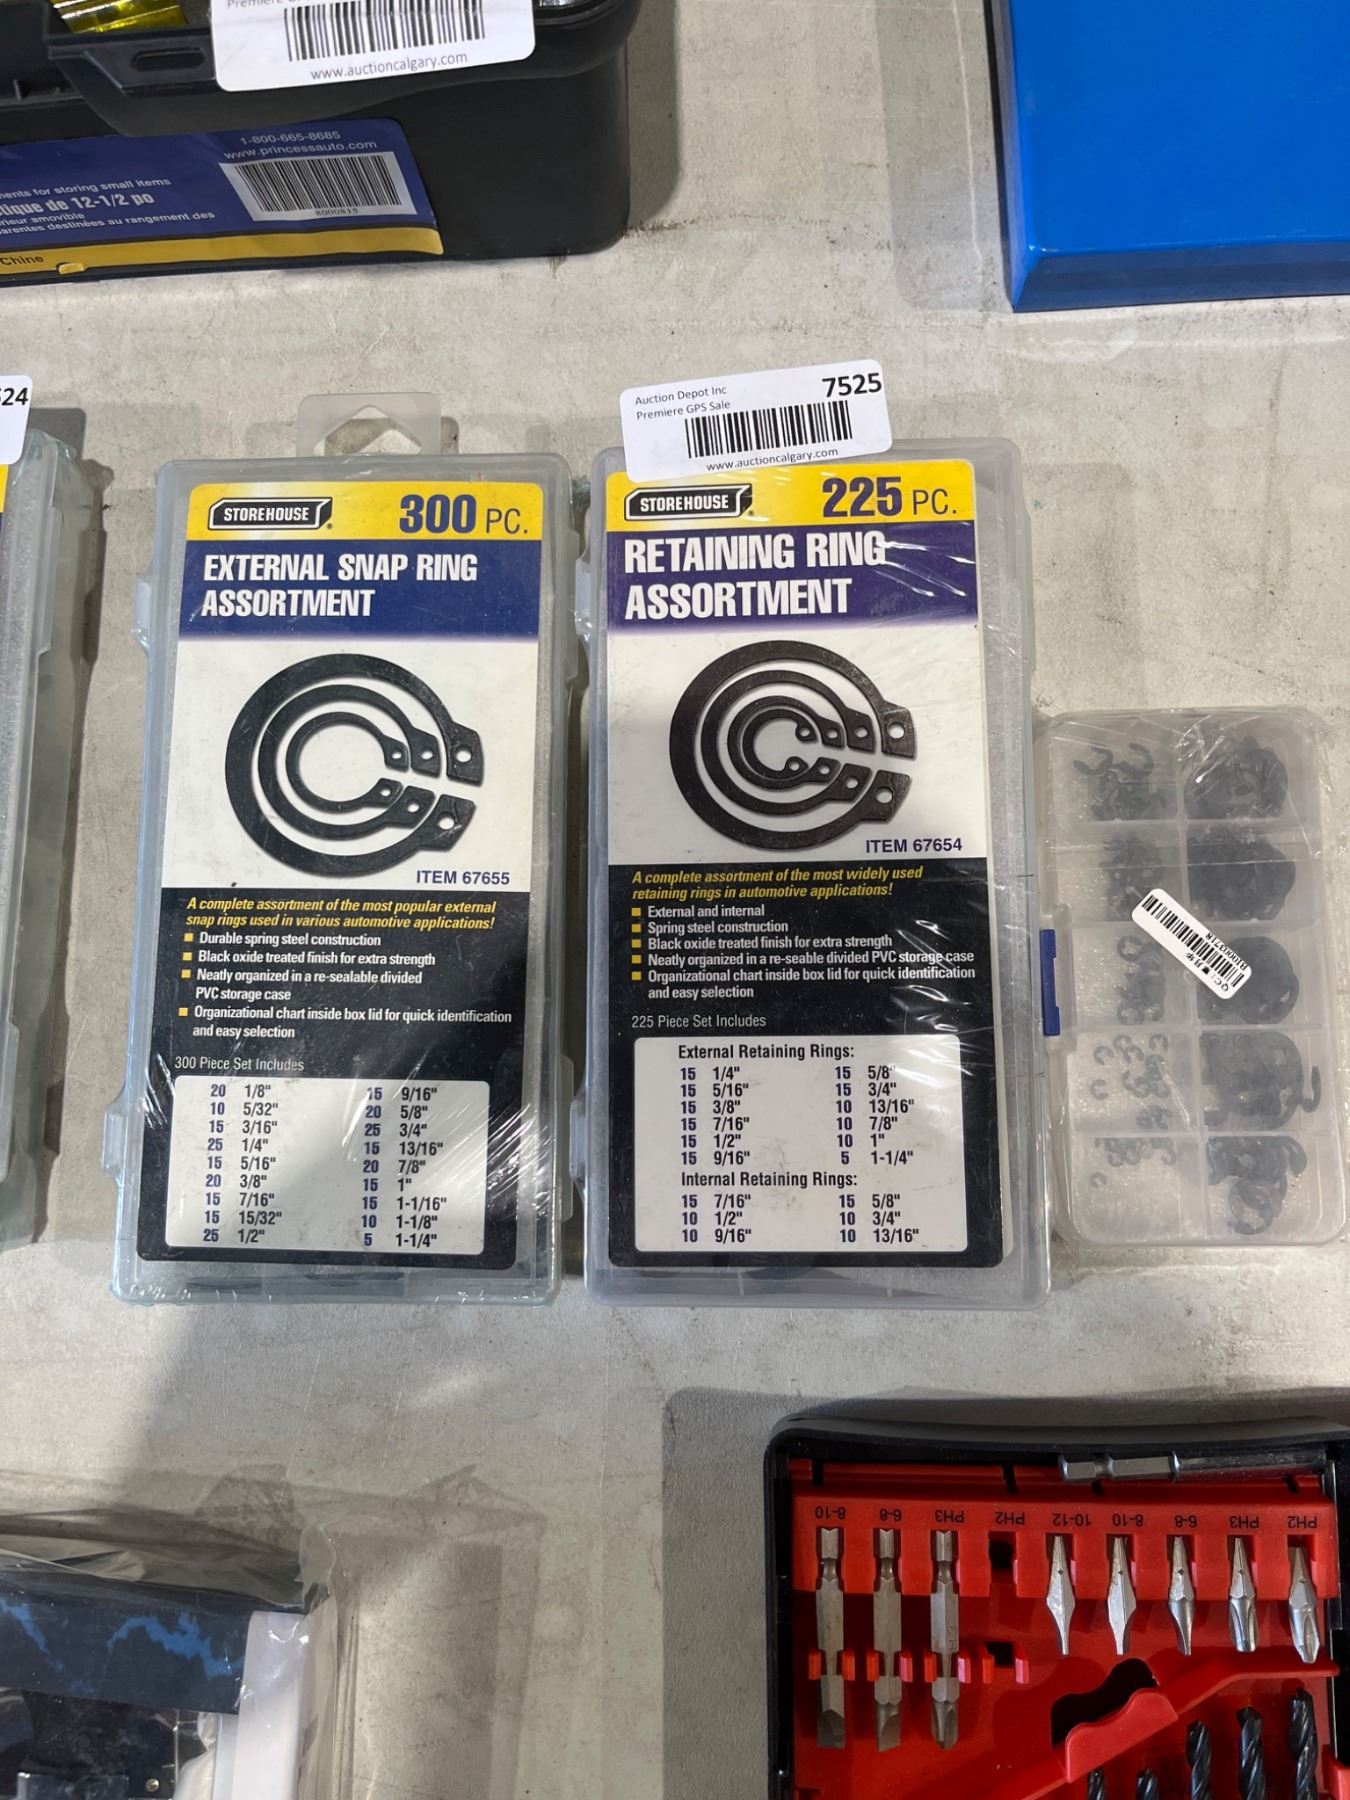 www.auctioncalgary.com
1-800-665-8685
www.princessauto.com
8000815
ments for storing small items
tique de 12-1/2 po
rieur amovible
arentes destinées au rangement des
Chine
524
Auction Depot Inc
Premiere GPS Sale
7525
www.auctioncalgary.com
STOREHOUSE
300 PC.
EXTERNAL SNAP RING
ASSORTMENT
ITEM 67655
A complete assortment of the most popular external
snap rings used in various automotive applications!
Durable spring steel construction
Black oxide treated finish for extra strength
Neatly organized in a re-sealable divided
PVC storage case
Organizational chart inside box lid for quick identification
and easy selection
300 Piece Set Includes
20 1/8" 15 9/16"
10 5/32" 20 5/8"
15 3/16" 25 3/4"
25 1/4" 15 13/16"
15 5/16" 20 7/8"
20 3/8" 15 1"
15 7/16" 15 1-1/16"
15 15/32" 10 1-1/8"
25 1/2" 5 1-1/4"
STOREHOUSE
225 PC.
RETAINING RING
ASSORTMENT
ITEM 67654
A complete assortment of the most widely used
retaining rings in automotive applications!
External and internal
Spring steel construction
Black oxide treated finish for extra strength
Neatly organized in a re-seable divided PVC storage case
Organizational chart inside box lid for quick identification
and easy selection
225 Piece Set Includes
External Retaining Rings:
15 1/4" 15 5/8"
15 5/16" 15 3/4"
15 3/8" 10 13/16"
15 7/16" 10 7/8"
15 1/2" 10 1"
15 9/16" 5 1-1/4"
Internal Retaining Rings:
15 7/16" 15 5/8"
10 1/2" 10 3/4"
10 9/16" 10 13/16"
8-10 6-8 PH3 PH2 10-12 8-10 6-8 PH3 PH2